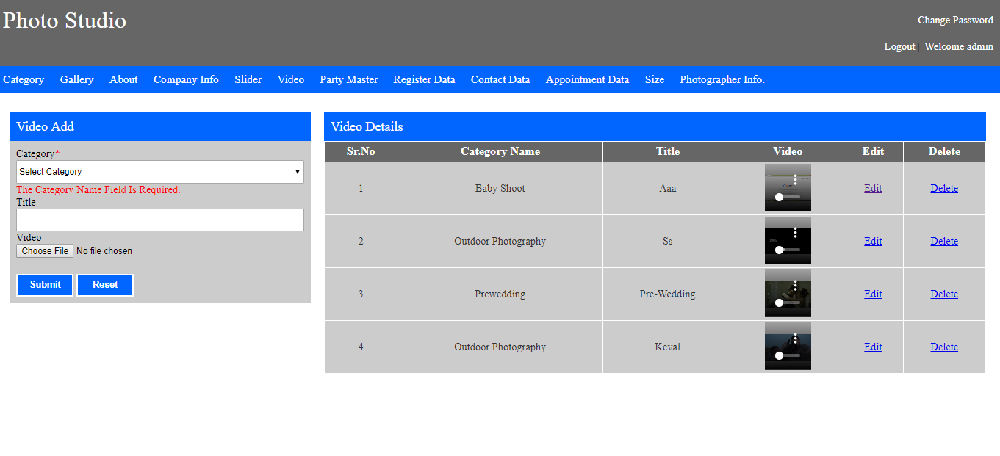 Photo Studio
Change Password
Logout || Welcome admin
Category Gallery About Company Info Slider Video Party Master Register Data Contact Data Appointment Data Size Photographer Info.
Video Add
Category*
Select Category
The Category Name Field Is Required.
Title
Video
Choose File No file chosen
Submit Reset
Video Details
Sr.No Category Name Title Video Edit Delete
1 Baby Shoot Aaa Edit Delete
2 Outdoor Photography Ss Edit Delete
3 Prewedding Pre-Wedding Edit Delete
4 Outdoor Photography Keval Edit Delete